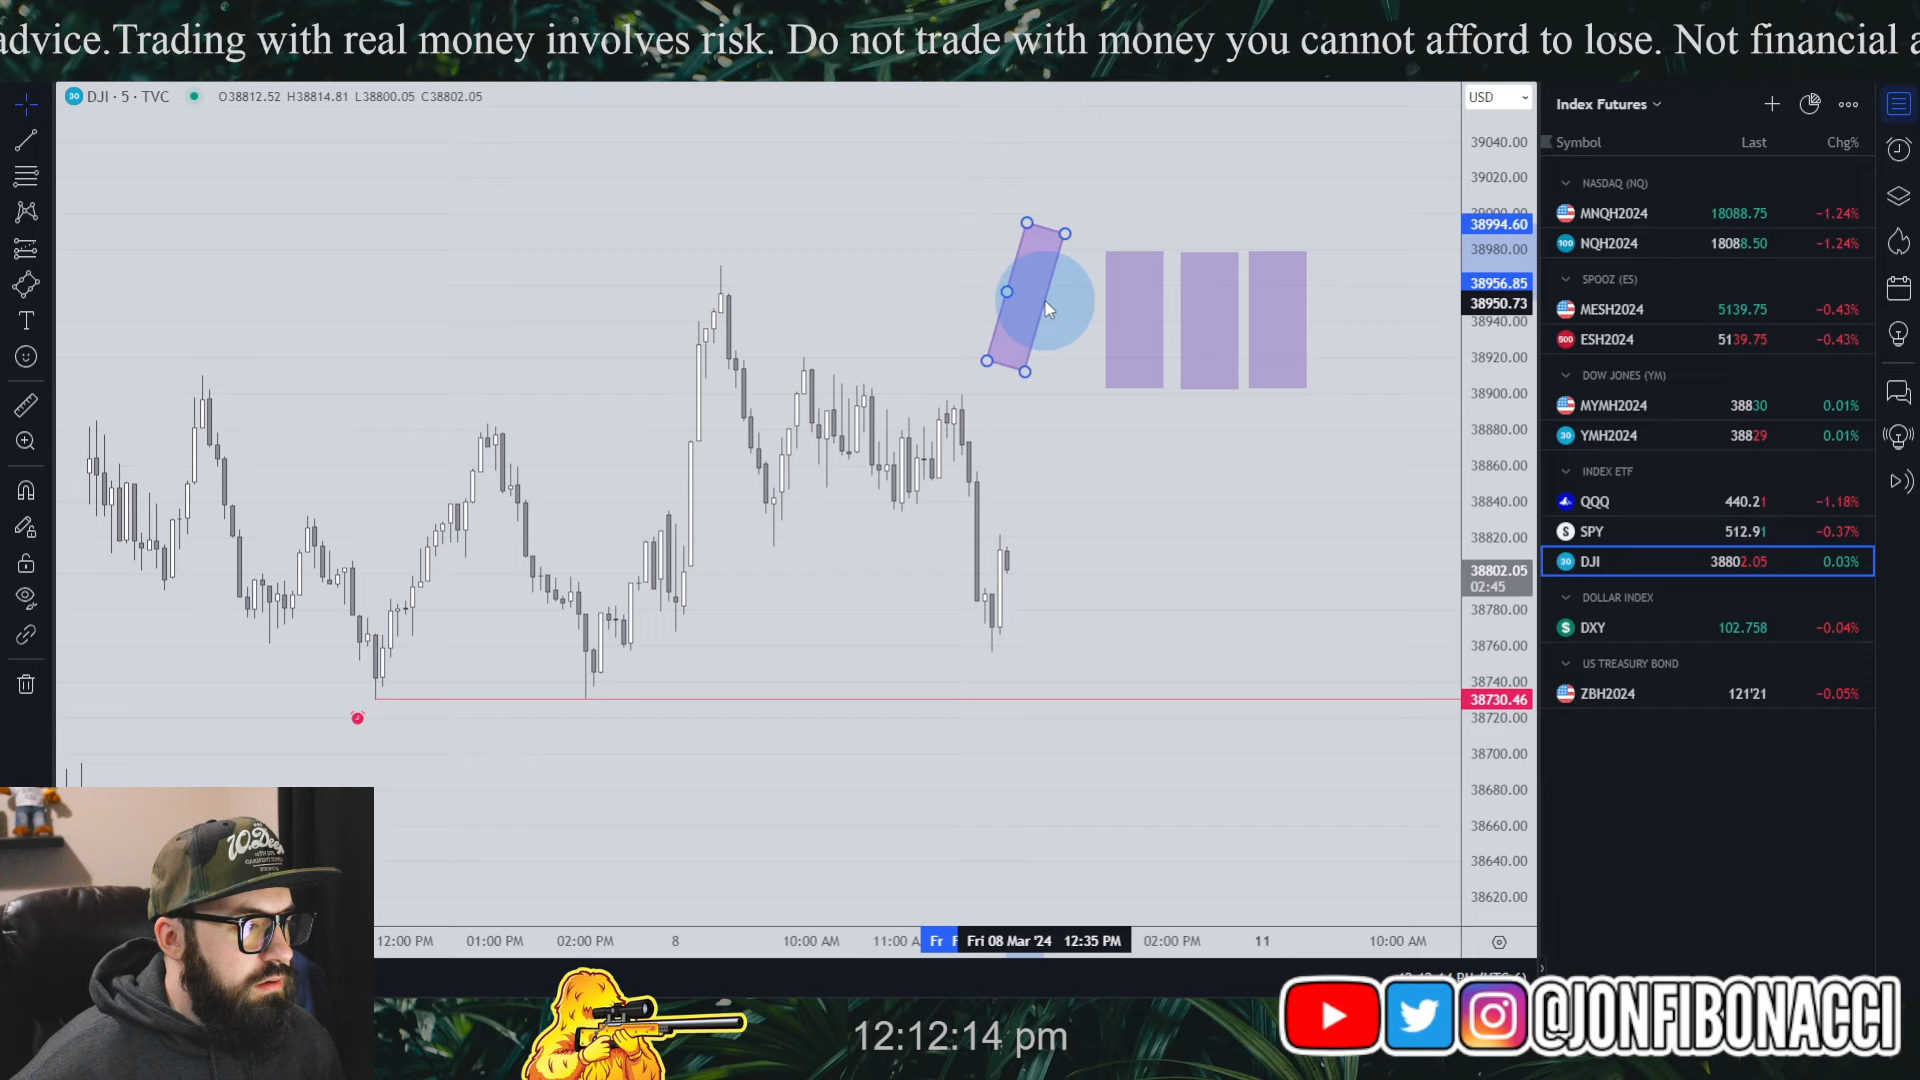 advice.Trading with real money involves risk. Do not trade with money you cannot afford to lose. Not financial a
30 DJI · 5 · TVC O38812.52 H38814.81 L38800.05 C38802.05
USD
39040.00
39020.00
38994.60
38980.00
38956.85
38950.73
38940.00
38920.00
38900.00
38880.00
38860.00
38840.00
38820.00
38802.05
02:45
38780.00
38760.00
38740.00
38730.46
38720.00
38700.00
38680.00
38660.00
38640.00
38620.00
12:00 PM 01:00 PM 02:00 PM 8 10:00 AM 11:00 A Fr F Fri 08 Mar '24 12:35 PM 02:00 PM 11 10:00 AM
Index Futures
Symbol Last Chg%
NASDAQ (NQ)
MNQH2024 18088.75 −1.24%
100 NQH2024 18088.50 −1.24%
SPOOZ (ES)
MESH2024 5139.75 −0.43%
500 ESH2024 5139.75 −0.43%
DOW JONES (YM)
MYMH2024 38830 0.01%
30 YMH2024 38829 0.01%
INDEX ETF
QQQ 440.21 −1.18%
S SPY 512.91 −0.37%
30 DJI 38802.05 0.03%
DOLLAR INDEX
$ DXY 102.758 −0.04%
US TREASURY BOND
ZBH2024 121'21 −0.05%
10.Deep
12:12:14 pm
@JONFIBONACCI